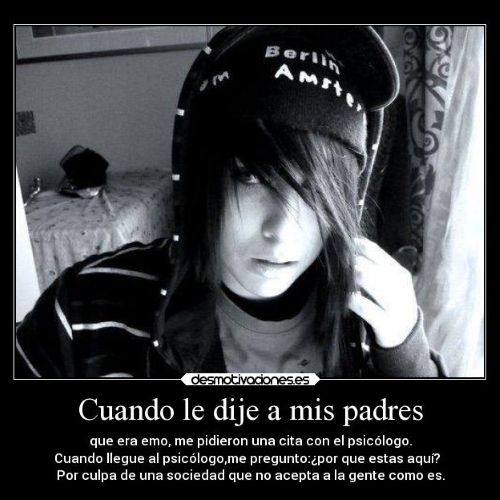 Berlin
Amster
desmotivaciones.es
Cuando le dije a mis padres
que era emo, me pidieron una cita con el psicólogo.
Cuando llegue al psicólogo,me pregunto:¿por que estas aquí?
Por culpa de una sociedad que no acepta a la gente como es.